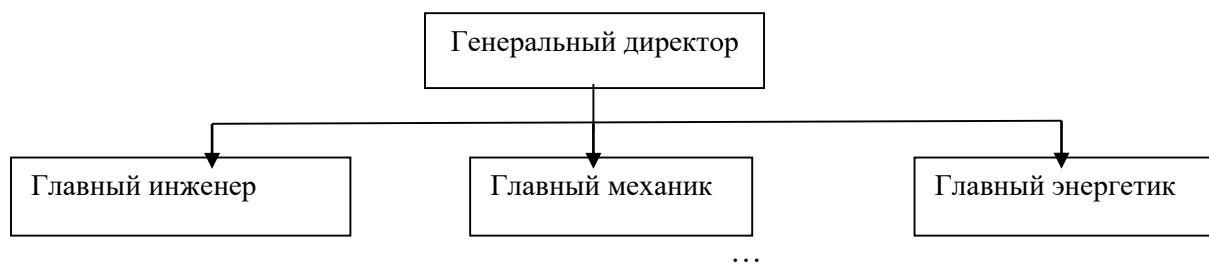 Генеральный директор
Главный инженер
Главный механик
Главный энергетик
…